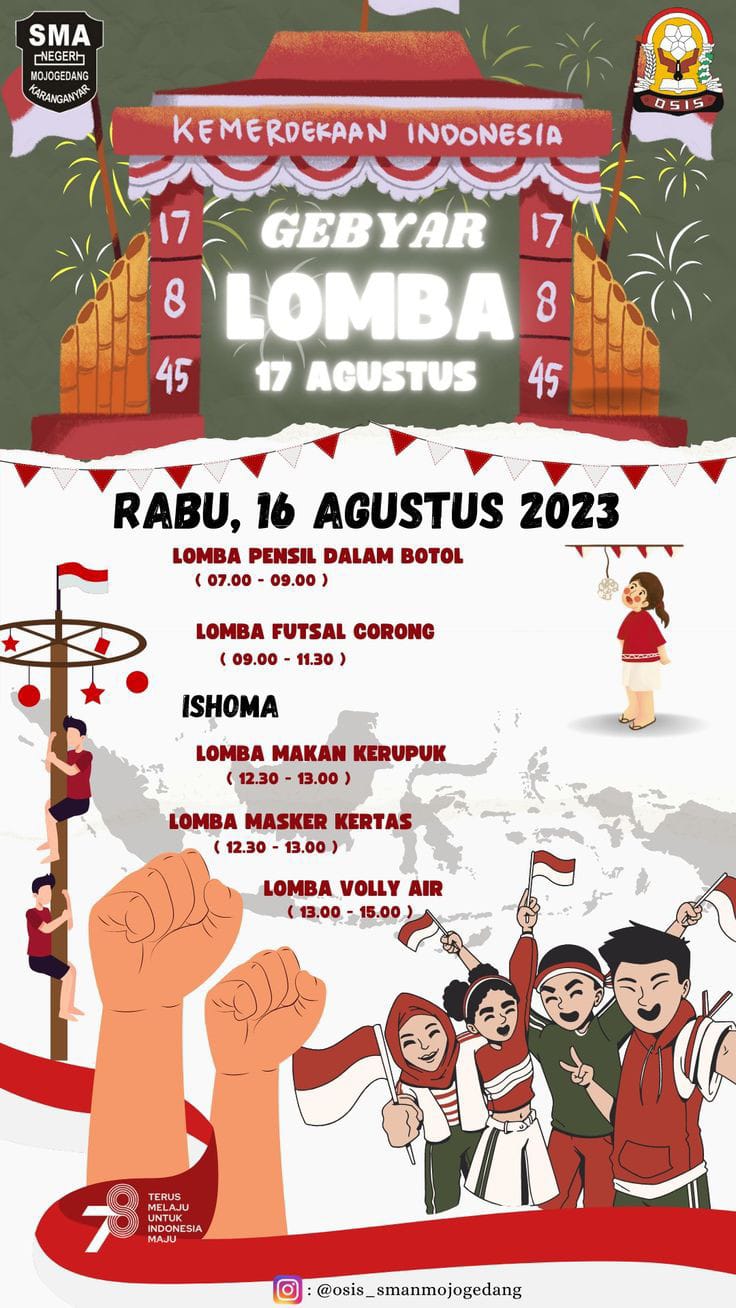 SMA
NEGERI
MOJOGEDANG
KARANGANYAR
OSIS
KEMERDEKAAN INDONESIA
17
8
45
17
8
45
GEBYAR
LOMBA
17 AGUSTUS
RABU, 16 AGUSTUS 2023
LOMBA PENSIL DALAM BOTOL
( 07.00 - 09.00 )
LOMBA FUTSAL CORONG
( 09.00 - 11.30 )
ISHOMA
LOMBA MAKAN KERUPUK
( 12.30 - 13.00 )
LOMBA MASKER KERTAS
( 12.30 - 13.00 )
LOMBA VOLLY AIR
( 13.00 - 15.00 )
78
TERUS
MELAJU
UNTUK
INDONESIA
MAJU
: @osis_smanmojogedang